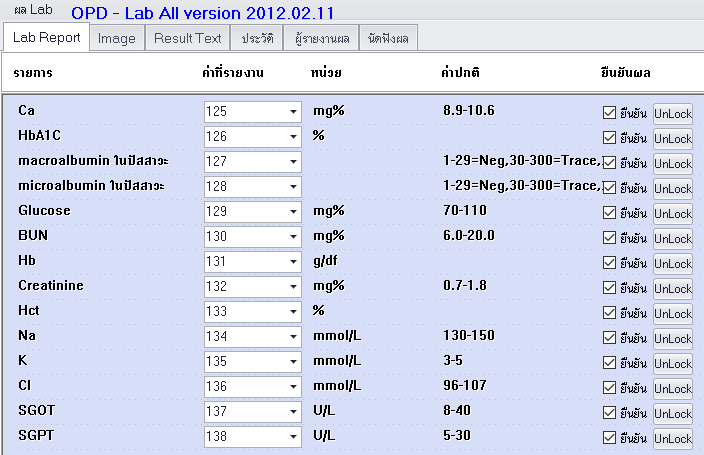 ผล Lab OPD - Lab All version 2012.02.11
Lab Report Image Result Text ประวัติ ผู้รายงานผล นัดฟังผล
รายการ ค่าที่รายงาน หน่วย ค่าปกติ ยืนยันผล
Ca 125 mg% 8.9-10.6 ยืนยัน UnLock
HbA1C 126 % ยืนยัน UnLock
macroalbumin ในปัสสาวะ 127 1-29=Neg,30-300=Trace, ยืนยัน UnLock
microalbumin ในปัสสาวะ 128 1-29=Neg,30-300=Trace, ยืนยัน UnLock
Glucose 129 mg% 70-110 ยืนยัน UnLock
BUN 130 mg% 6.0-20.0 ยืนยัน UnLock
Hb 131 g/df ยืนยัน UnLock
Creatinine 132 mg% 0.7-1.8 ยืนยัน UnLock
Hct 133 % ยืนยัน UnLock
Na 134 mmol/L 130-150 ยืนยัน UnLock
K 135 mmol/L 3-5 ยืนยัน UnLock
Cl 136 mmol/L 96-107 ยืนยัน UnLock
SGOT 137 U/L 8-40 ยืนยัน UnLock
SGPT 138 U/L 5-30 ยืนยัน UnLock